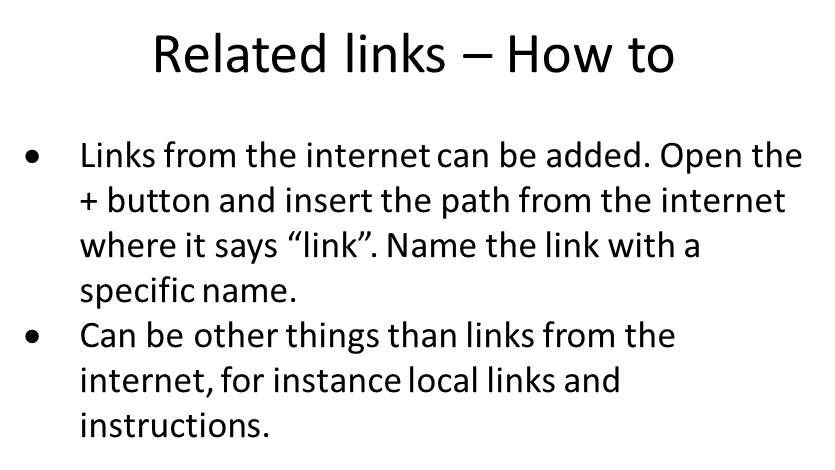 Related links – How to
• Links from the internet can be added. Open the
+ button and insert the path from the internet
where it says “link”. Name the link with a
specific name.
• Can be other things than links from the
internet, for instance local links and
instructions.